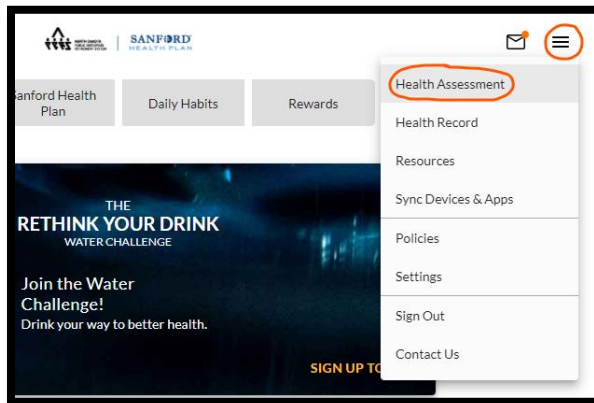 SANFORD
HEALTH PLAN
anford Health
Plan
Daily Habits
Rewards
Health Assessment
Health Record
Resources
Sync Devices & Apps
Policies
Settings
Sign Out
Contact Us
THE
RETHINK YOUR DRINK
WATER CHALLENGE
Join the Water
Challenge!
Drink your way to better health.
SIGN UP TO